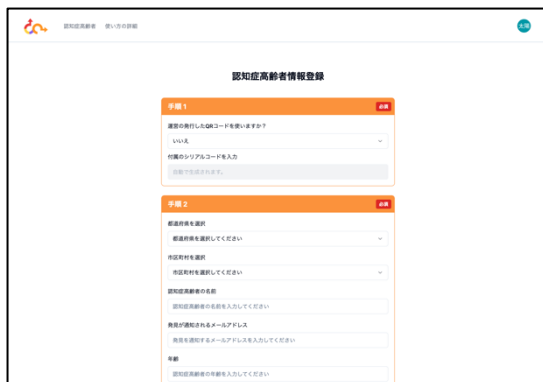 認知症高齢者 使い方の詳細 太陽
認知症高齢者情報登録
手順 1 必須
運営の発行したQRコードを使いますか？
いいえ
付属のシリアルコードを入力
自動で生成されます。
手順 2 必須
都道府県を選択
都道府県を選択してください
市区町村を選択
市区町村を選択してください
認知症高齢者の名前
認知症高齢者の名前を入力してください
発見が通知されるメールアドレス
発見を通知するメールアドレスを入力してください
年齢
認知症高齢者の年齢を入力してください